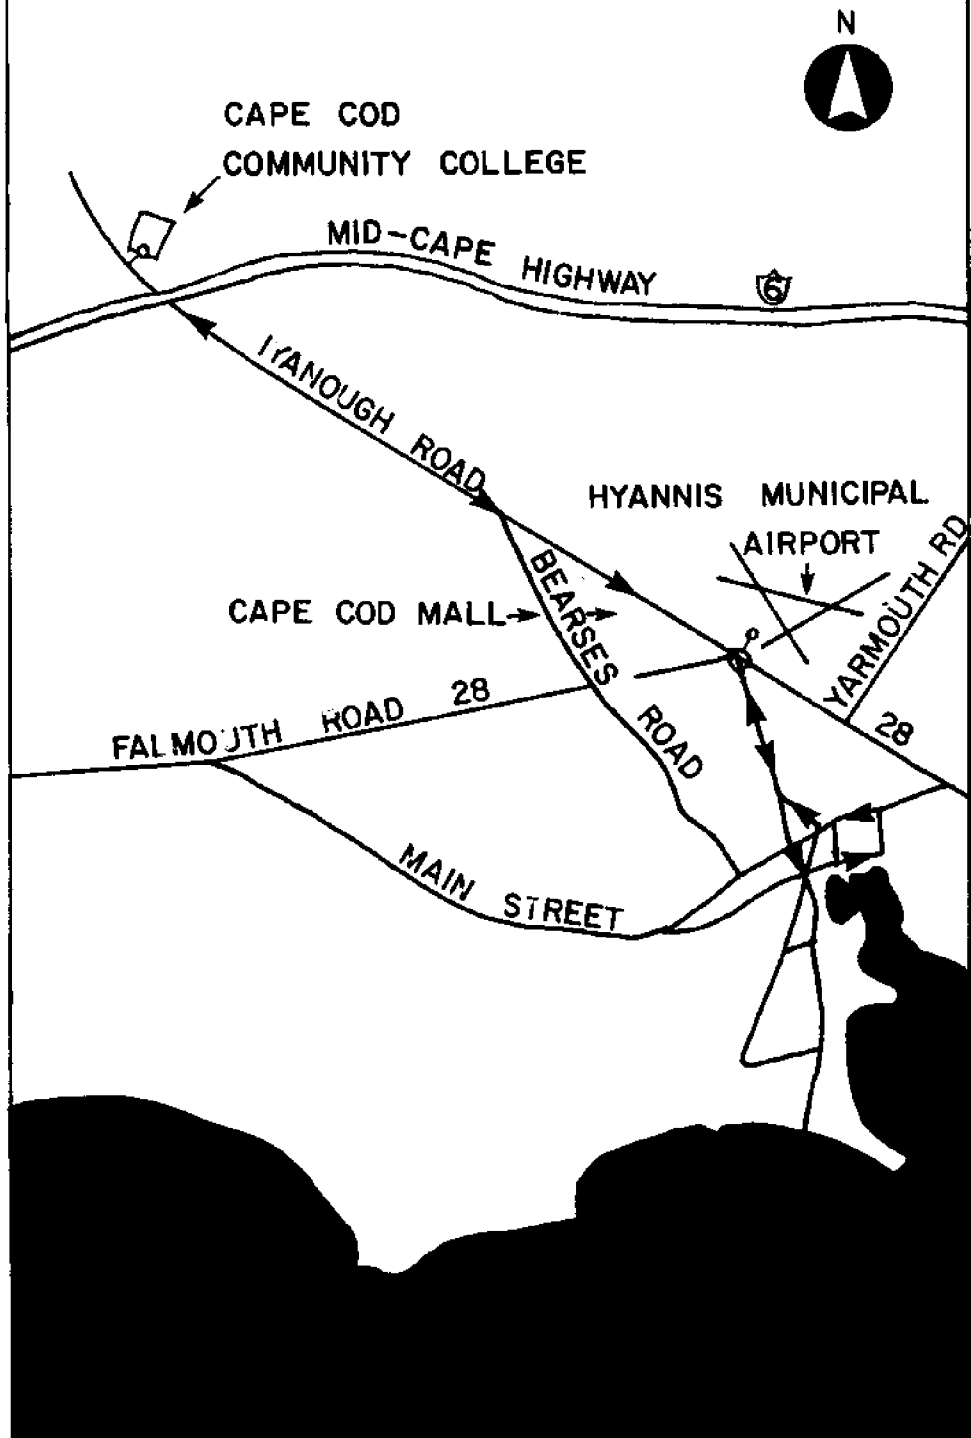 N
CAPE COD
COMMUNITY COLLEGE
MID-CAPE HIGHWAY
6
IYANOUGH ROAD
HYANNIS MUNICIPAL
AIRPORT
YARMOUTH RD
CAPE COD MALL
BEARSES ROAD
28
FALMOUTH ROAD 28
MAIN STREET